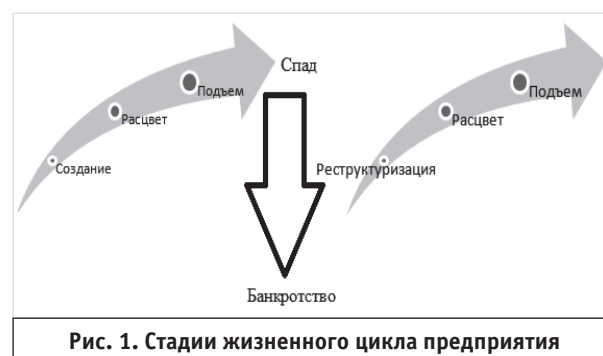 Спад
Подъем
Расцвет
Создание
Подъем
Расцвет
Реструктуризация
Банкротство
Рис. 1. Стадии жизненного цикла предприятия